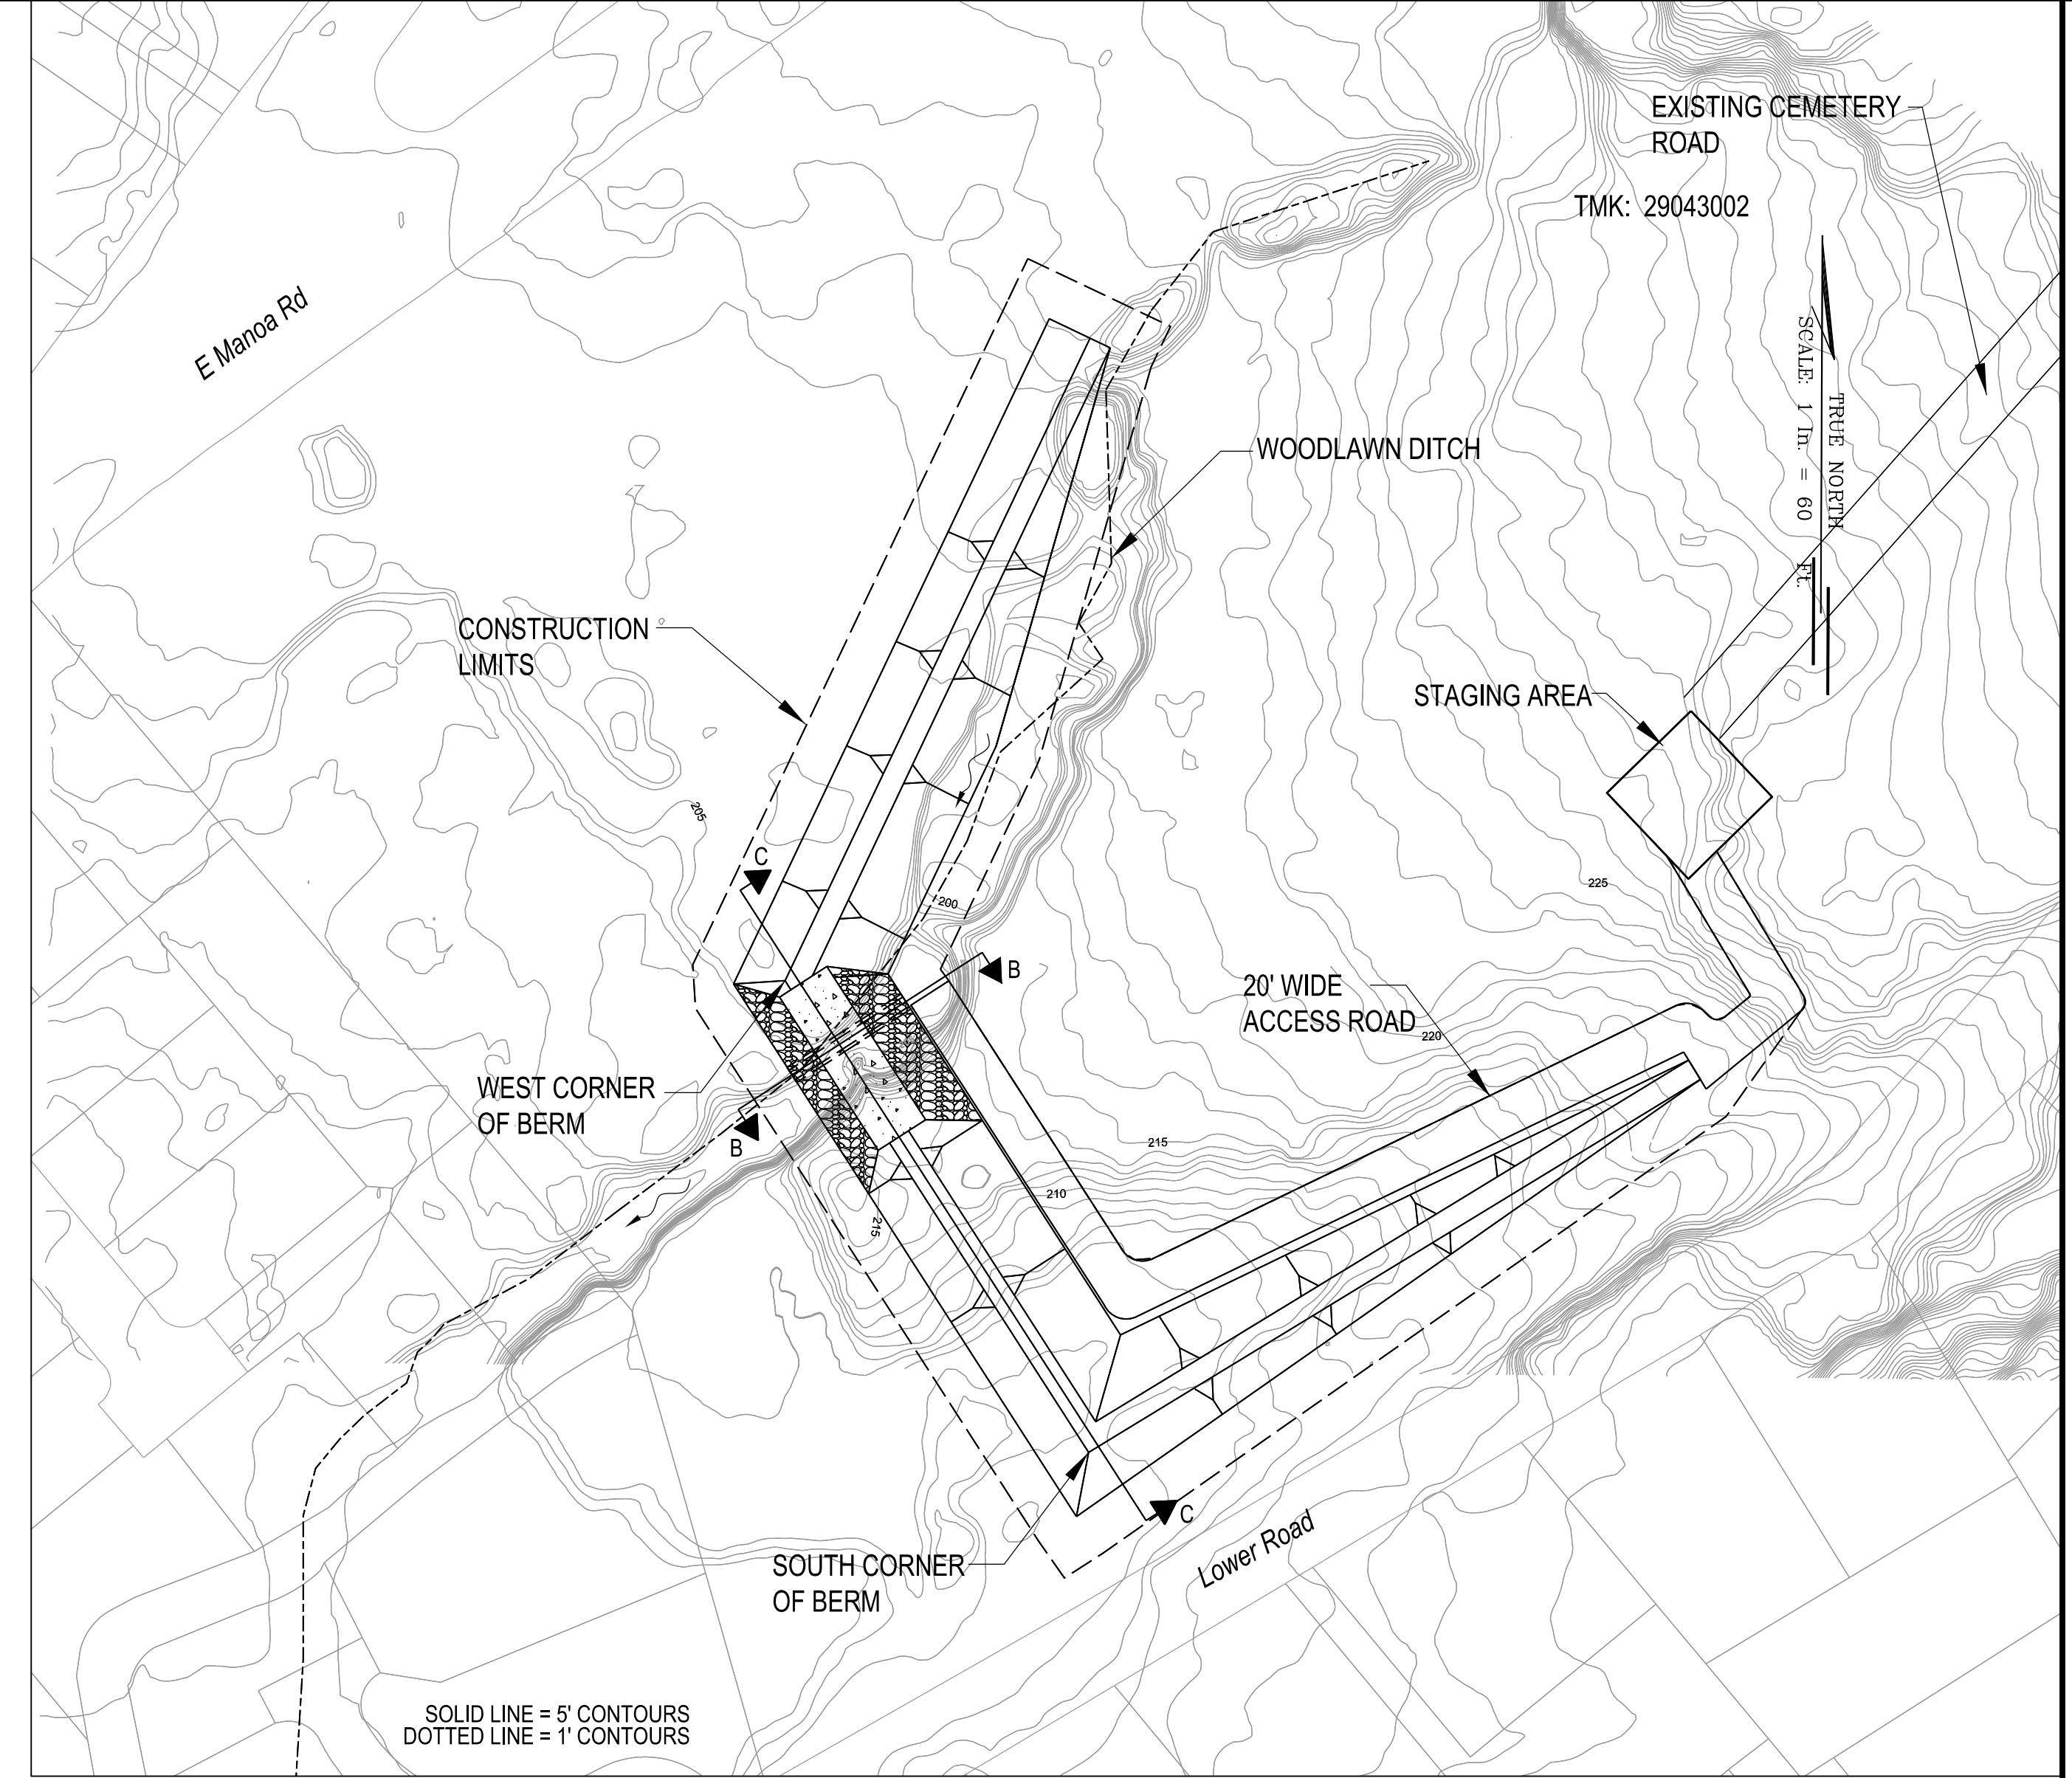 EXISTING CEMETERY
ROAD
TMK: 29043002
E Manoa Rd
TRUE NORTH
SCALE: 1 In. = 60 Ft.
WOODLAWN DITCH
CONSTRUCTION
LIMITS
STAGING AREA
205
C
225
200
B
20' WIDE
ACCESS ROAD
220
WEST CORNER
OF BERM
B
215
210
215
C
SOUTH CORNER
OF BERM
Lower Road
SOLID LINE = 5' CONTOURS
DOTTED LINE = 1' CONTOURS